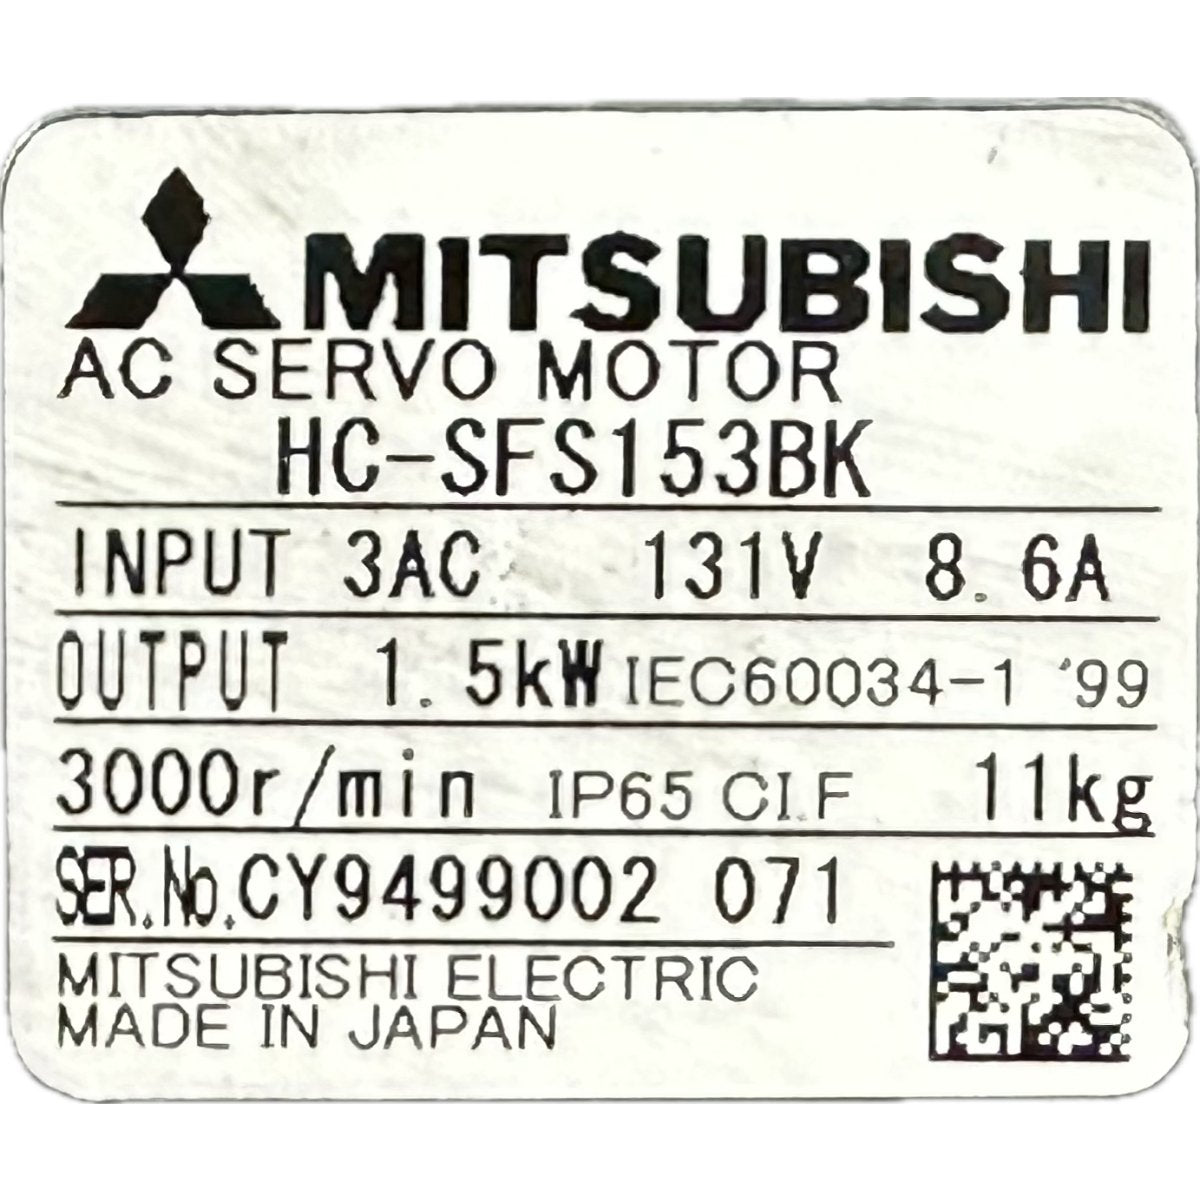 MITSUBISHI
AC SERVO MOTOR
HC-SFS153BK
INPUT 3AC 131V 8.6A
OUTPUT 1.5kW IEC60034-1 '99
3000r/min IP65 CI.F 11kg
SER.No.CY9499002 071
MITSUBISHI ELECTRIC
MADE IN JAPAN